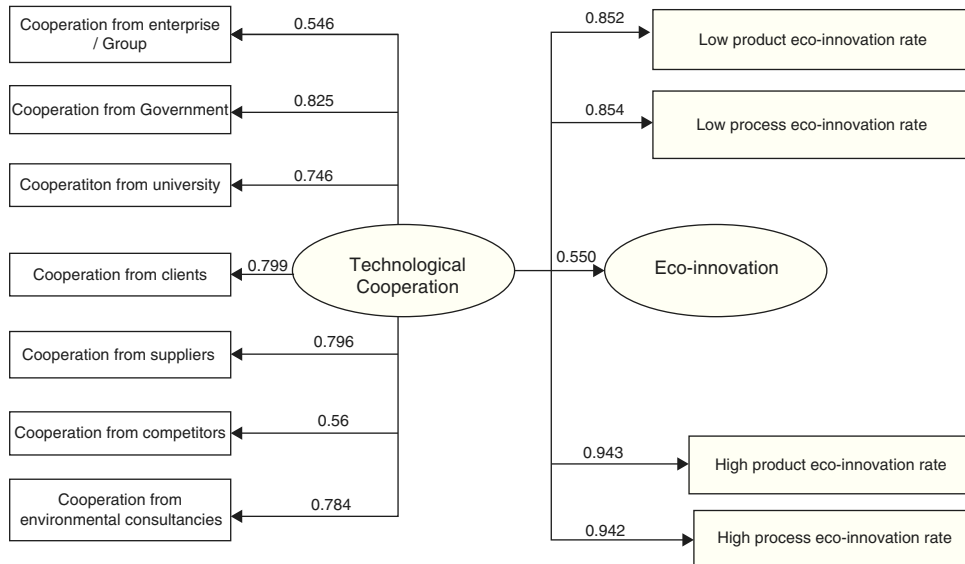 Cooperation from enterprise
/ Group
0.546
Cooperation from Government
0.825
Cooperatiton from university
0.746
Cooperation from clients
0.799
Cooperation from suppliers
0.796
Cooperation from competitors
0.56
Cooperation from
environmental consultancies
0.784
Technological
Cooperation
0.852
Low product eco-innovation rate
0.854
Low process eco-innovation rate
0.550
Eco-innovation
0.943
High product eco-innovation rate
0.942
High process eco-innovation rate